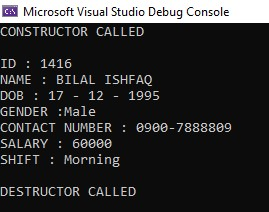 Microsoft Visual Studio Debug Console
CONSTRUCTOR CALLED
ID : 1416
NAME : BILAL ISHFAQ
DOB : 17 - 12 - 1995
GENDER :Male
CONTACT NUMBER : 0900-7888809
SALARY : 60000
SHIFT : Morning
DESTRUCTOR CALLED